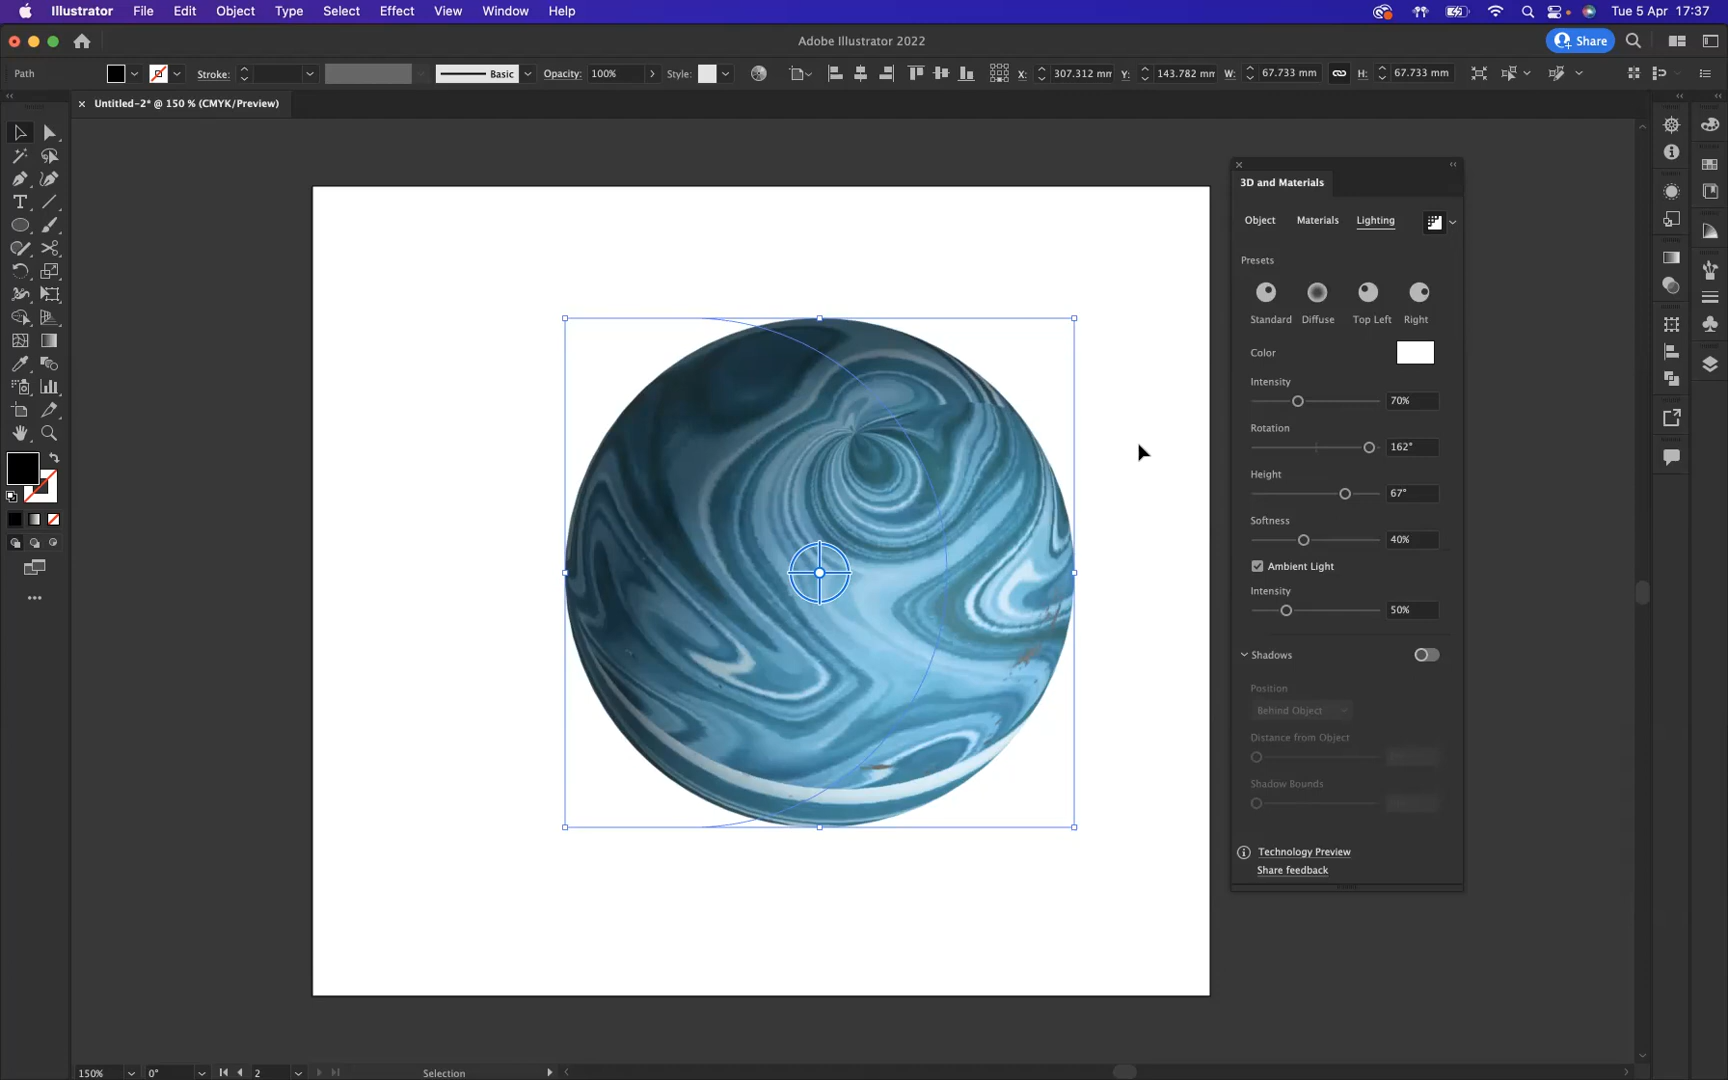 Illustrator File Edit Object Type Select Effect View Window Help Tue 5 Apr 17:37
Adobe Illustrator 2022 Share
Path Stroke: Basic Opacity: 100% Style: X: 307.312 mm Y: 143.782 mm W: 67.733 mm H: 67.733 mm
Untitled-2* @ 150 % (CMYK/Preview)
3D and Materials
Object Materials Lighting
Presets
Standard Diffuse Top Left Right
Color
Intensity
70%
Rotation
162°
Height
67°
Softness
40%
Ambient Light
Intensity
50%
Shadows
Position
Behind Object
Distance from Object
Shadow Bounds
Technology Preview
Share feedback
150% 0° 2 Selection